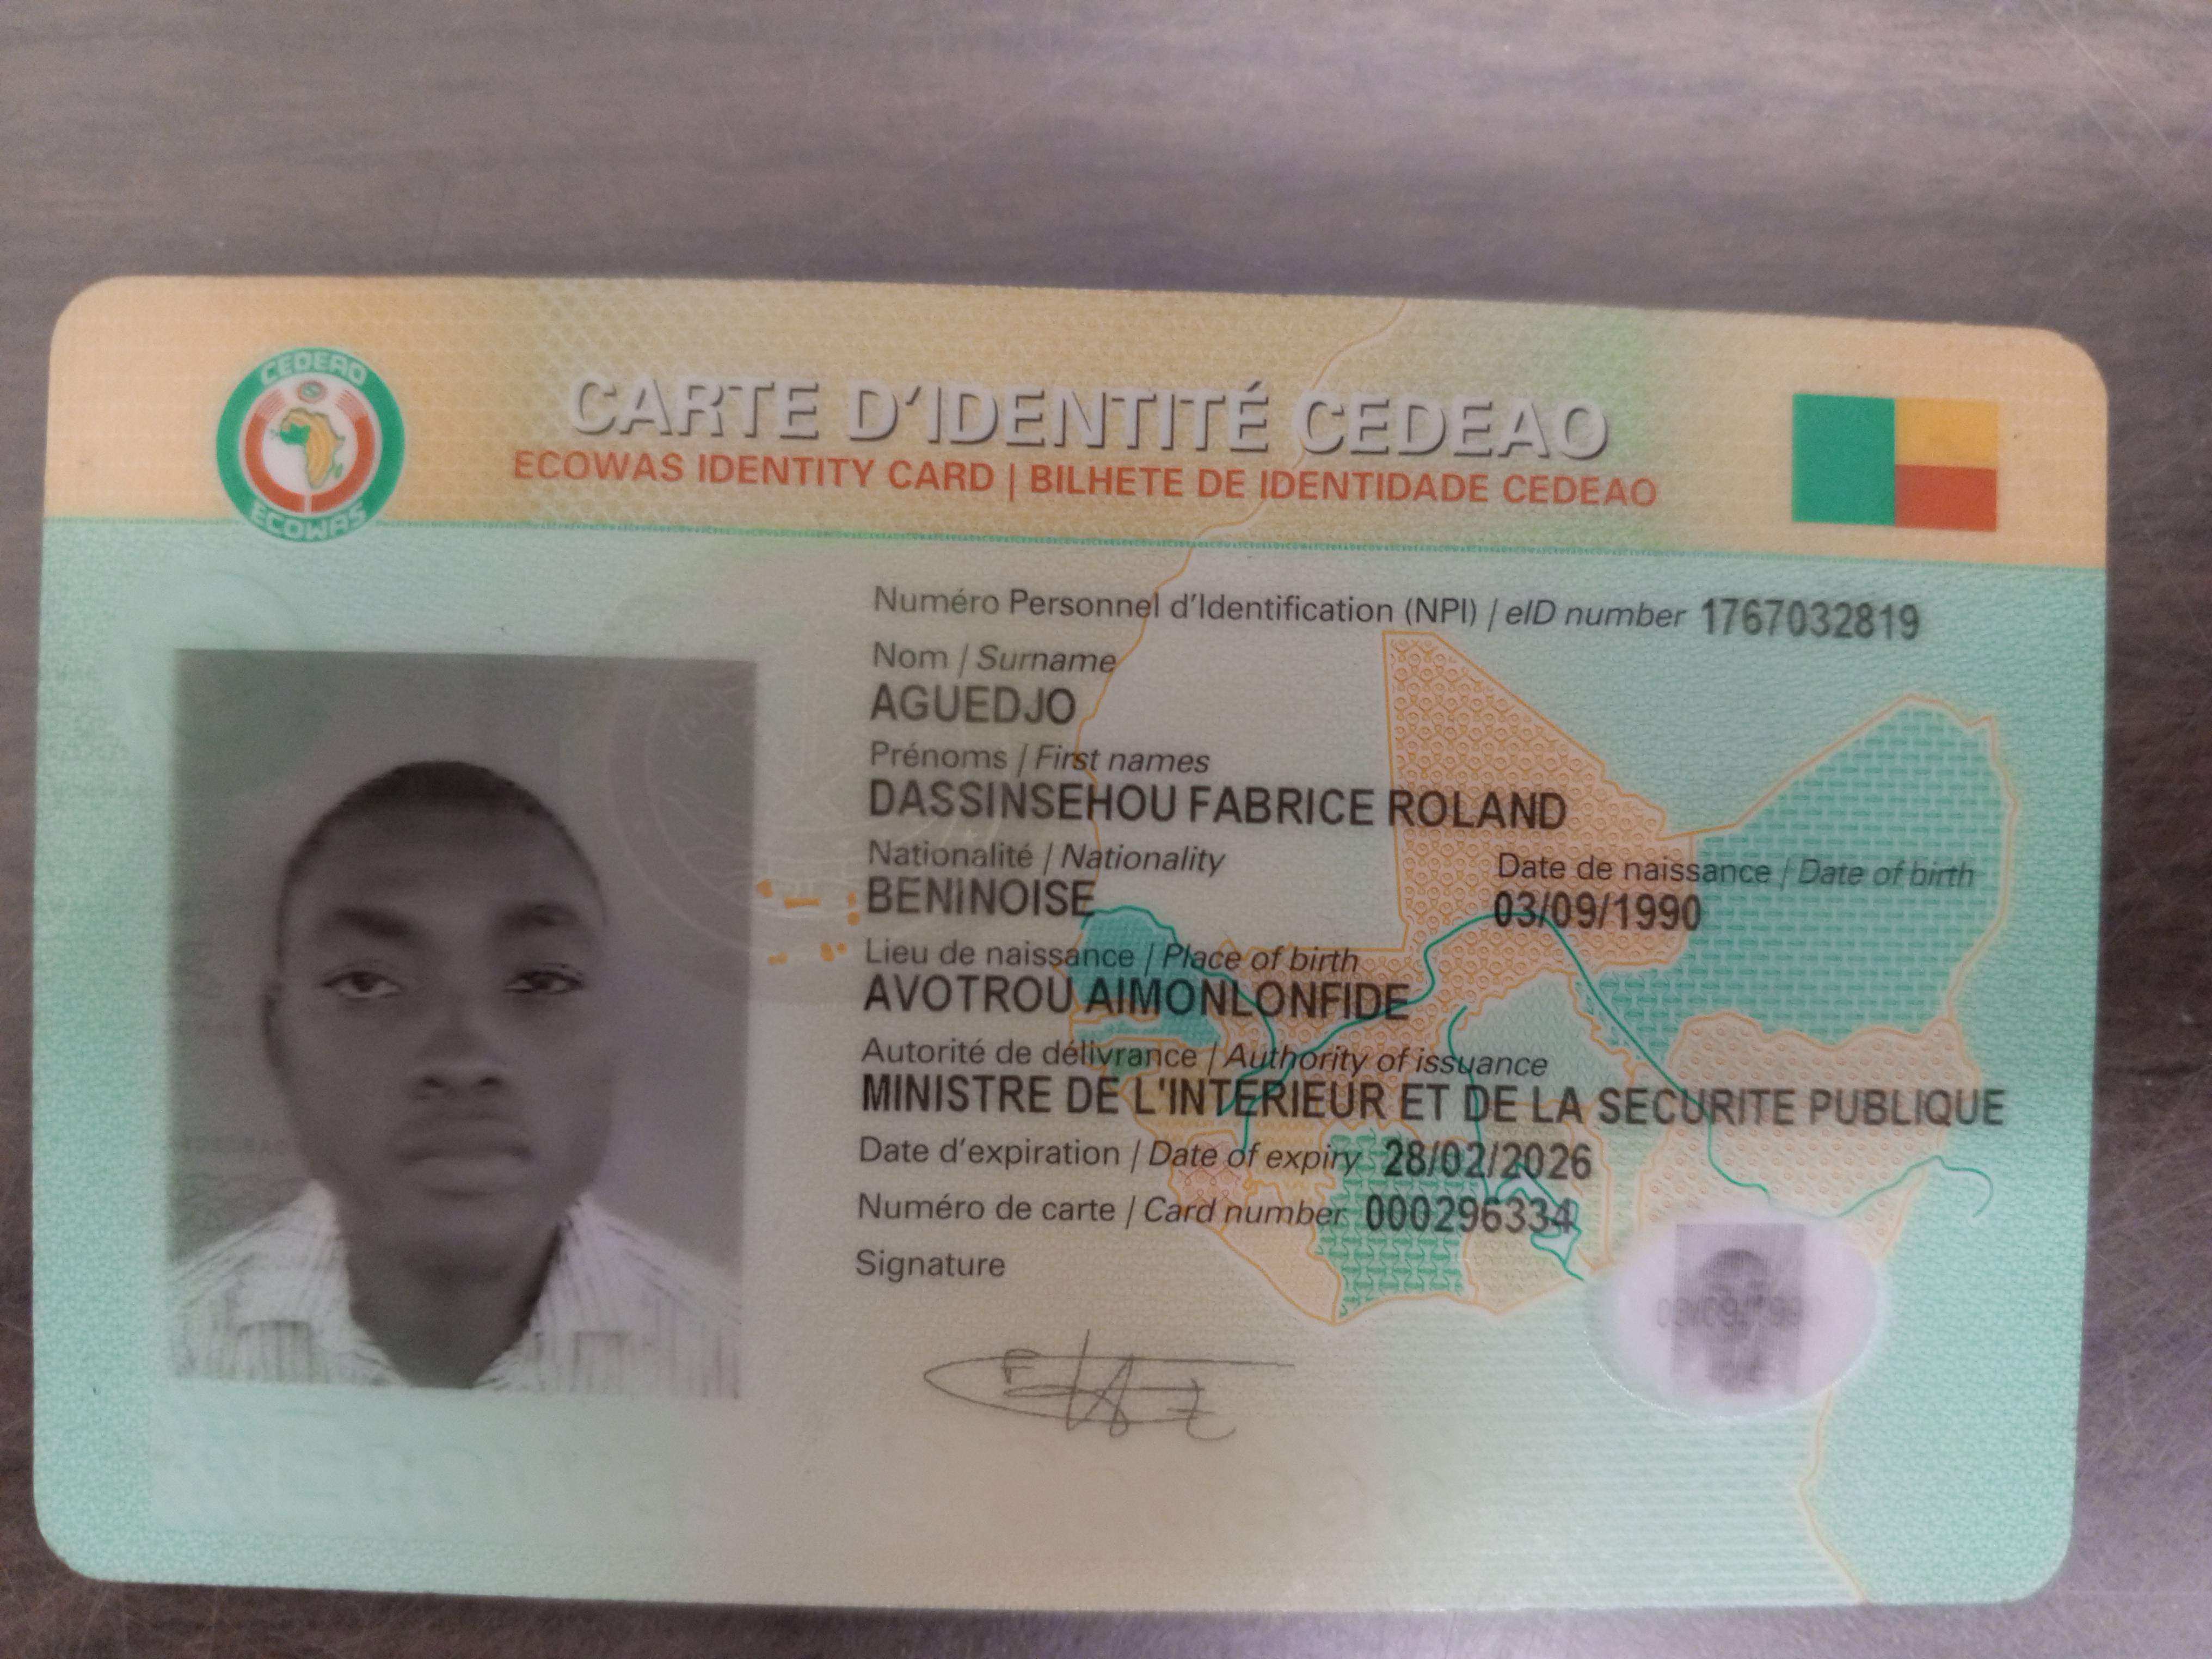 CEDEAO
ECOWAS
CARTE D'IDENTITÉ CEDEAO
ECOWAS IDENTITY CARD | BILHETE DE IDENTIDADE CEDEAO
Numéro Personnel d'Identification (NPI) / eID number 1767032819
Nom / Surname
AGUEDJO
Prénoms / First names
DASSINSEHOU FABRICE ROLAND
Nationalité / Nationality
BENINOISE
Date de naissance / Date of birth
03/09/1990
Lieu de naissance / Place of birth
AVOTROU AIMONLONFIDE
Autorité de délivrance / Authority of issuance
MINISTRE DE L'INTERIEUR ET DE LA SECURITE PUBLIQUE
Date d'expiration / Date of expiry 28/02/2026
Numéro de carte / Card number 000296334
Signature